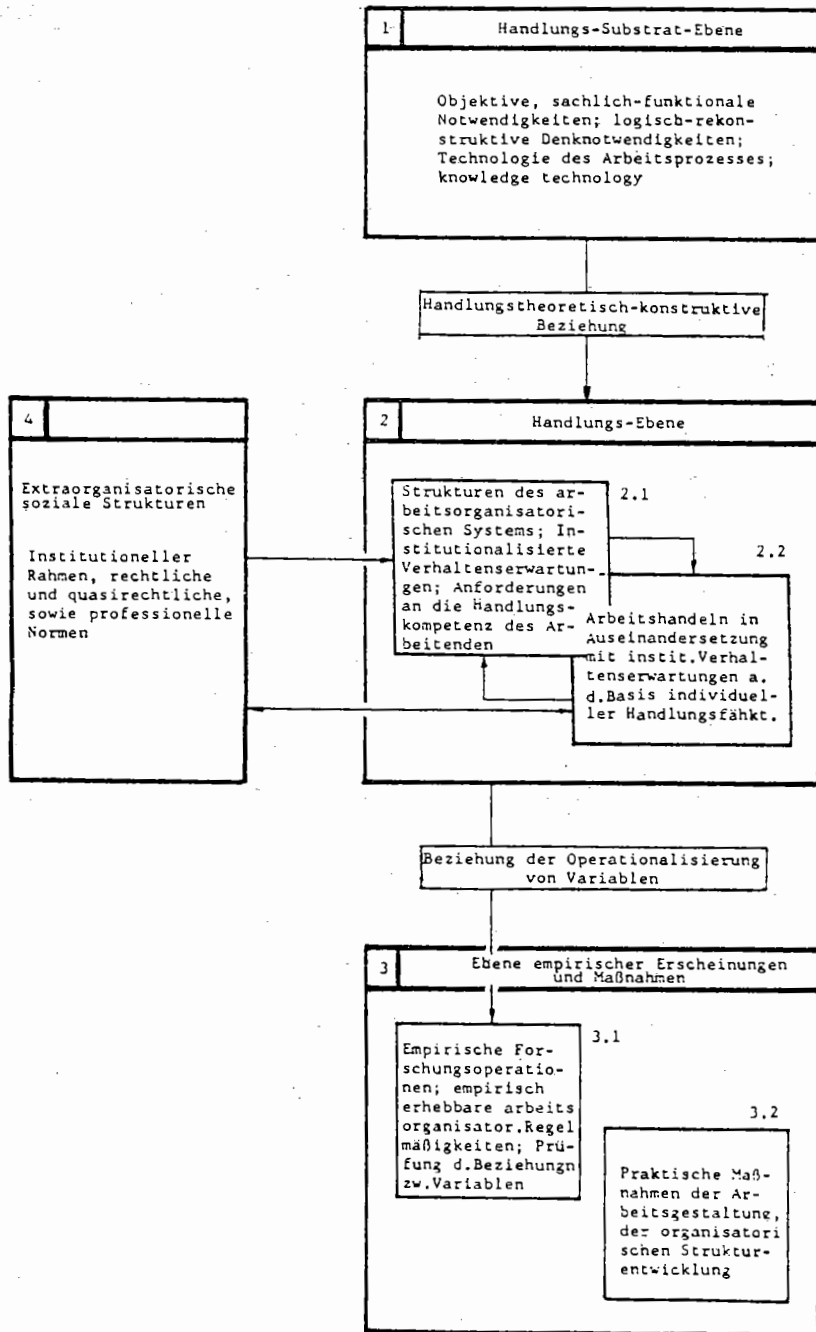 1
Handlungs-Substrat-Ebene
Objektive, sachlich-funktionale
Notwendigkeiten; logisch-rekon-
struktive Denknotwendigkeiten;
Technologie des Arbeitsprozesses;
knowledge technology
Handlungstheoretisch-konstruktive
Beziehung
4
Extraorganisatorische
soziale Strukturen
Institutioneller
Rahmen, rechtliche
und quasirechtliche,
sowie professionelle
Normen
2
Handlungs-Ebene
Strukturen des ar-
beitsorganisatori-
schen Systems; In-
stitutionalisierte
Verhaltenserwartun-
gen; Anforderungen
an die Handlungs-
kompetenz des Ar-
beitenden
2.1
2.2
Arbeitshandeln in
Auseinandersetzung
mit instit.Verhal-
tenserwartungen a.
d.Basis individuel-
ler Handlungsfähkt.
Beziehung der Operationalisierung
von Variablen
3
Ebene empirischer Erscheinungen
und Maßnahmen
Empirische For-
schungsoperatio-
nen; empirisch
erhebbare arbeits
organisator.Regel
mäßigkeiten; Prü-
fung d.Beziehungn
zw.Variablen
3.1
3.2
Praktische Maß-
nahmen der Ar-
beitsgestaltung,
der organisatori
schen Struktur-
entwicklung